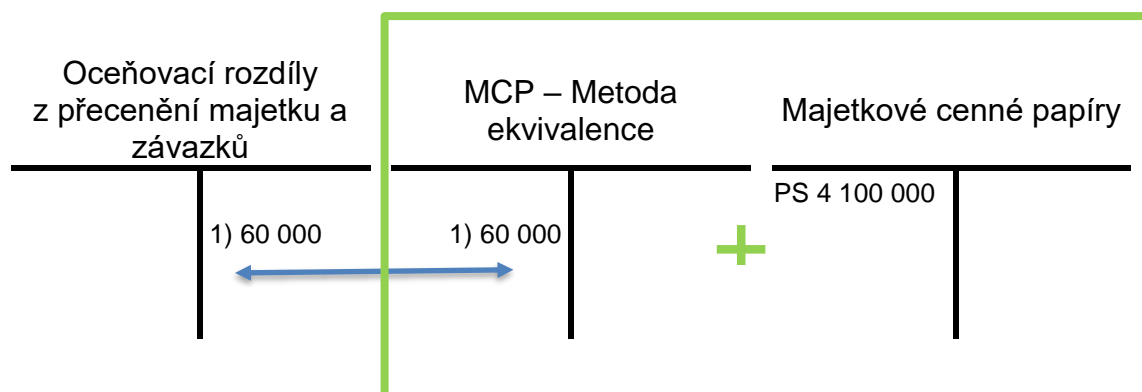 Oceňovací rozdíly
z přecenění majetku a
závazků
MCP – Metoda
ekvivalence
Majetkové cenné papíry
PS 4 100 000
1) 60 000
1) 60 000
+